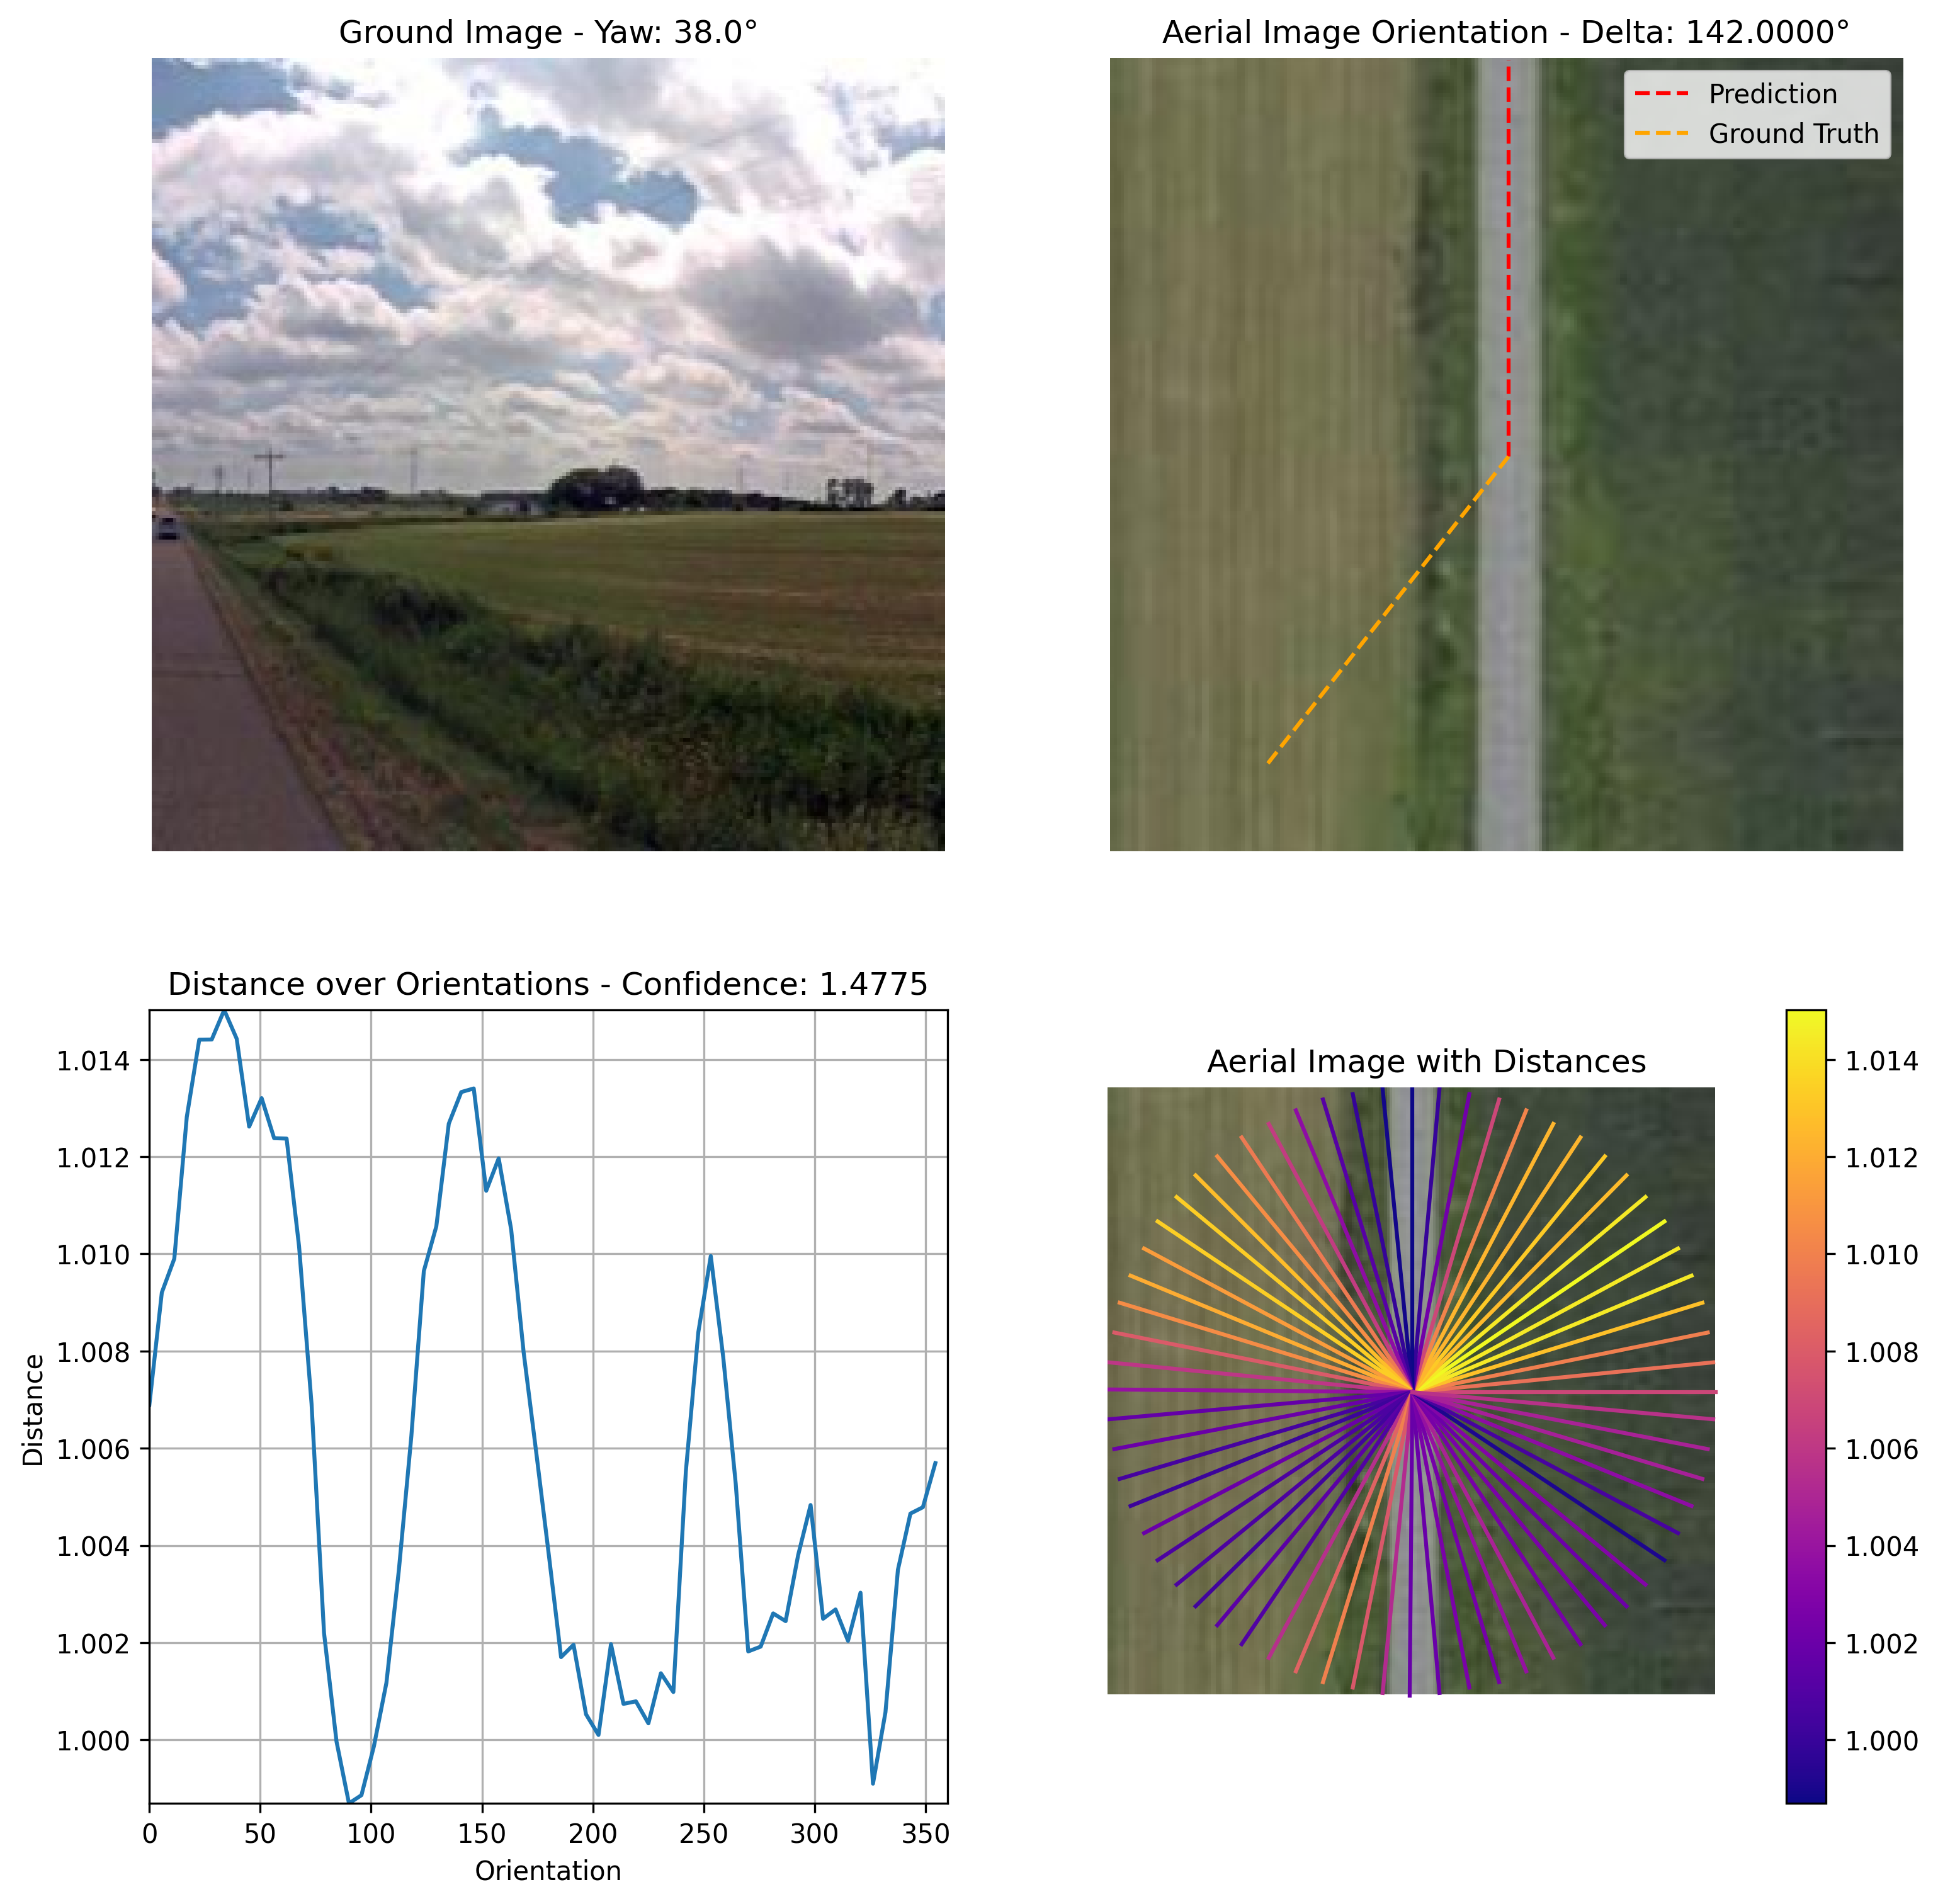 Ground Image - Yaw: 38.0°
Aerial Image Orientation - Delta: 142.0000°
Prediction
Ground Truth
Distance over Orientations - Confidence: 1.4775
1.014
1.012
1.010
1.008
1.006
1.004
1.002
1.000
Distance
0 50 100 150 200 250 300 350
Orientation
Aerial Image with Distances
1.014
1.012
1.010
1.008
1.006
1.004
1.002
1.000